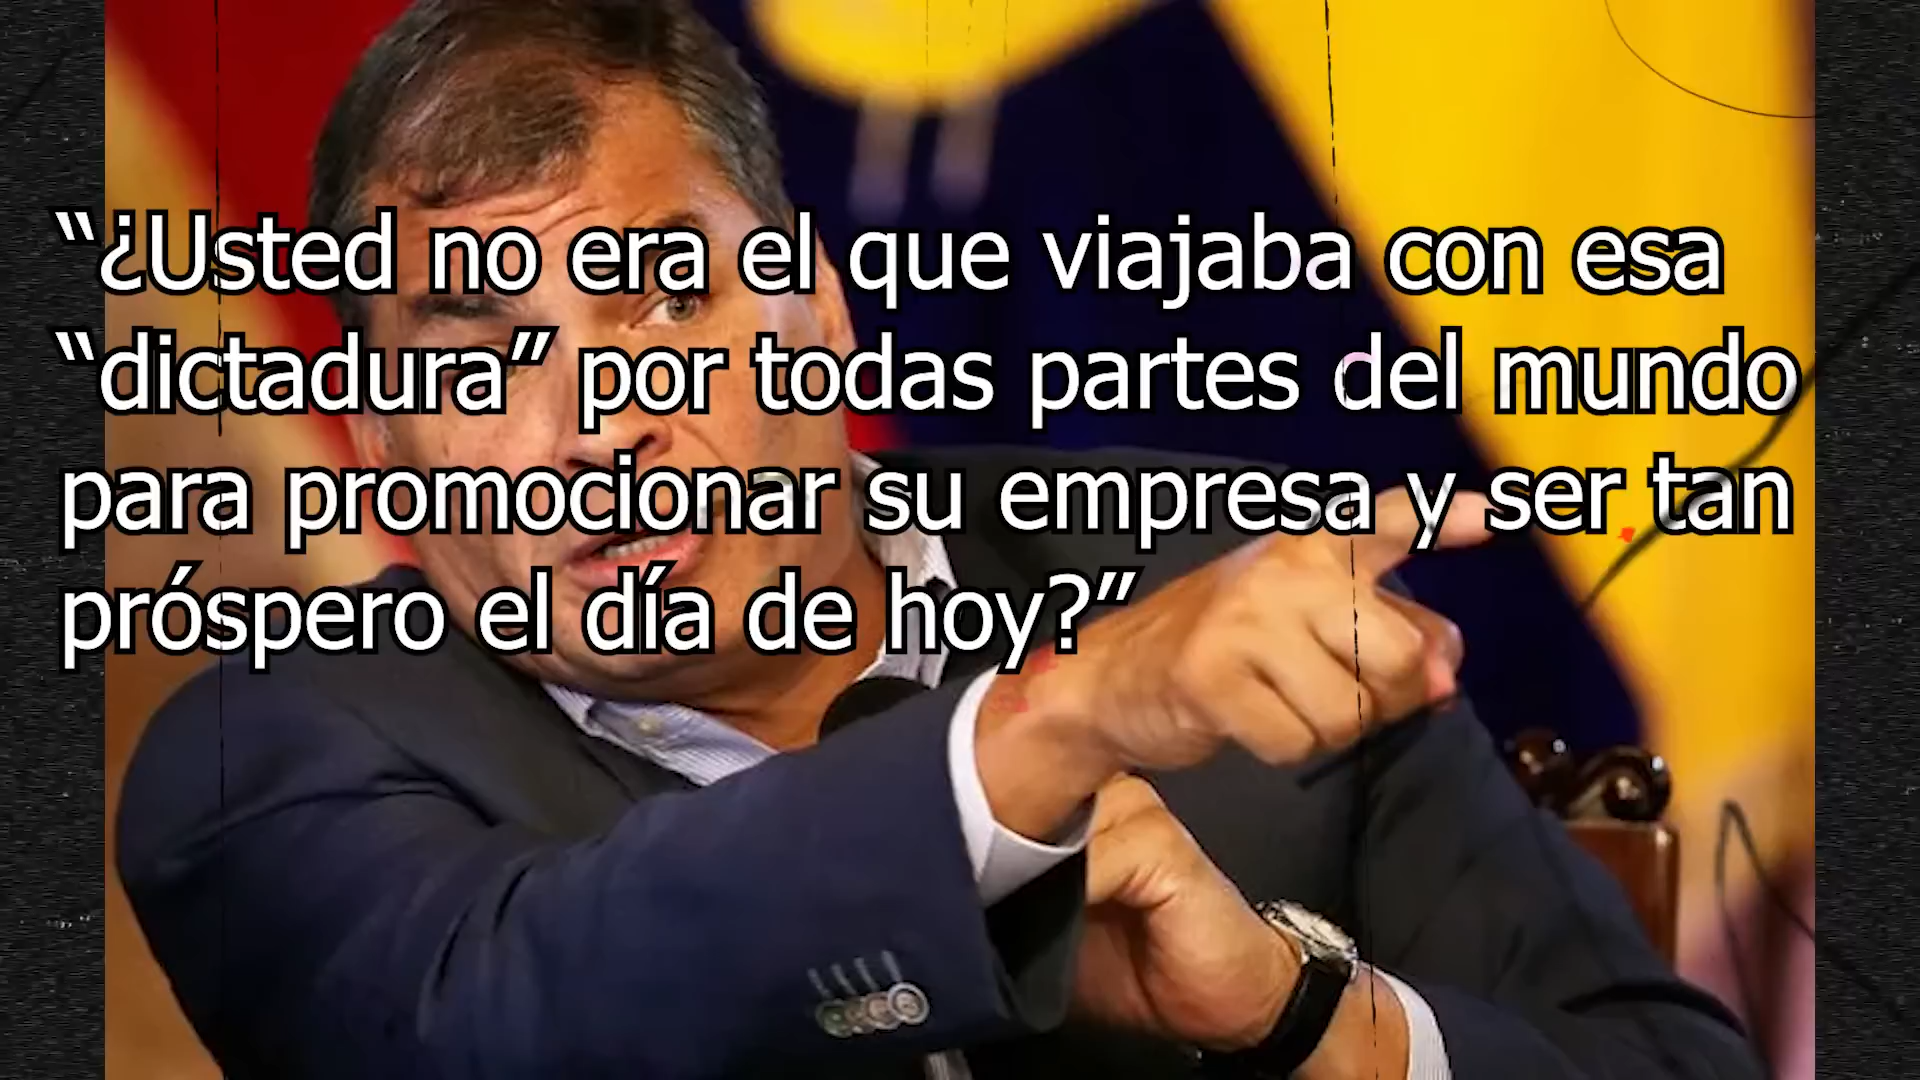 “¿Usted no era el que viajaba con esa
“dictadura” por todas partes del mundo
para promocionar su empresa y ser tan
próspero el día de hoy?”